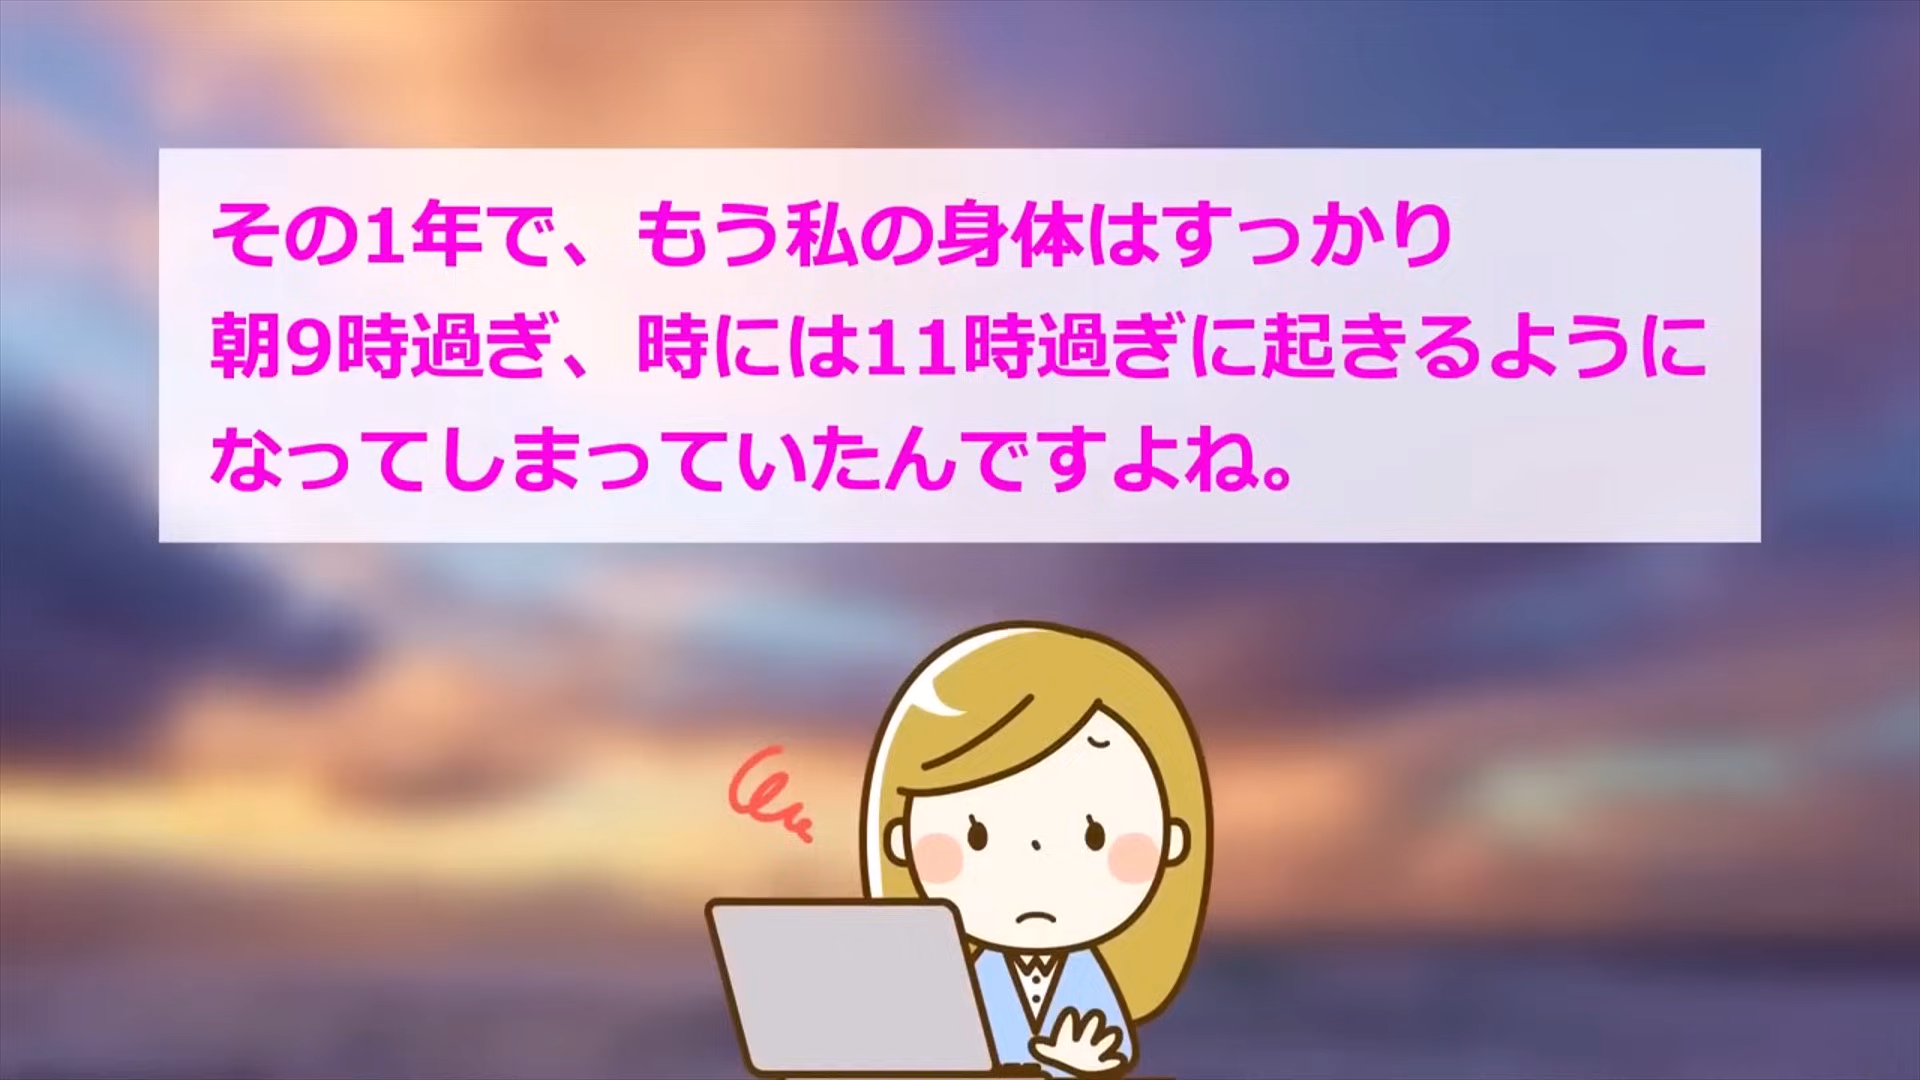 その1年で、もう私の身体はすっかり
朝9時過ぎ、時には11時過ぎに起きるように
なってしまっていたんですよね。